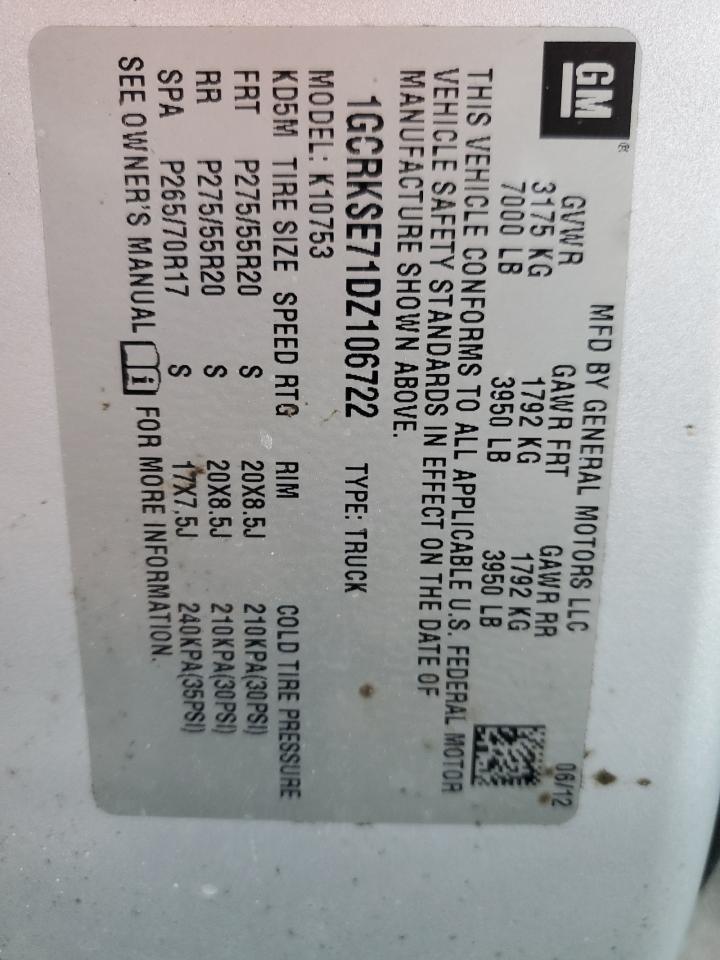 GM®
MFD BY GENERAL MOTORS LLC 06/12
GVWR GAWR FRT GAWR RR
3175 KG 1792 KG 1792 KG
7000 LB 3950 LB 3950 LB
THIS VEHICLE CONFORMS TO ALL APPLICABLE U.S. FEDERAL MOTOR
VEHICLE SAFETY STANDARDS IN EFFECT ON THE DATE OF
MANUFACTURE SHOWN ABOVE.
1GCRKSE71DZ106722 TYPE: TRUCK
MODEL: K10753
KD5M TIRE SIZE SPEED RTG RIM COLD TIRE PRESSURE
FRT P275/55R20 S 20X8.5J 210KPA(30PSI)
RR P275/55R20 S 20X8.5J 210KPA(30PSI)
SPA P265/70R17 S 17X7.5J 240KPA(35PSI)
SEE OWNER'S MANUAL i FOR MORE INFORMATION.